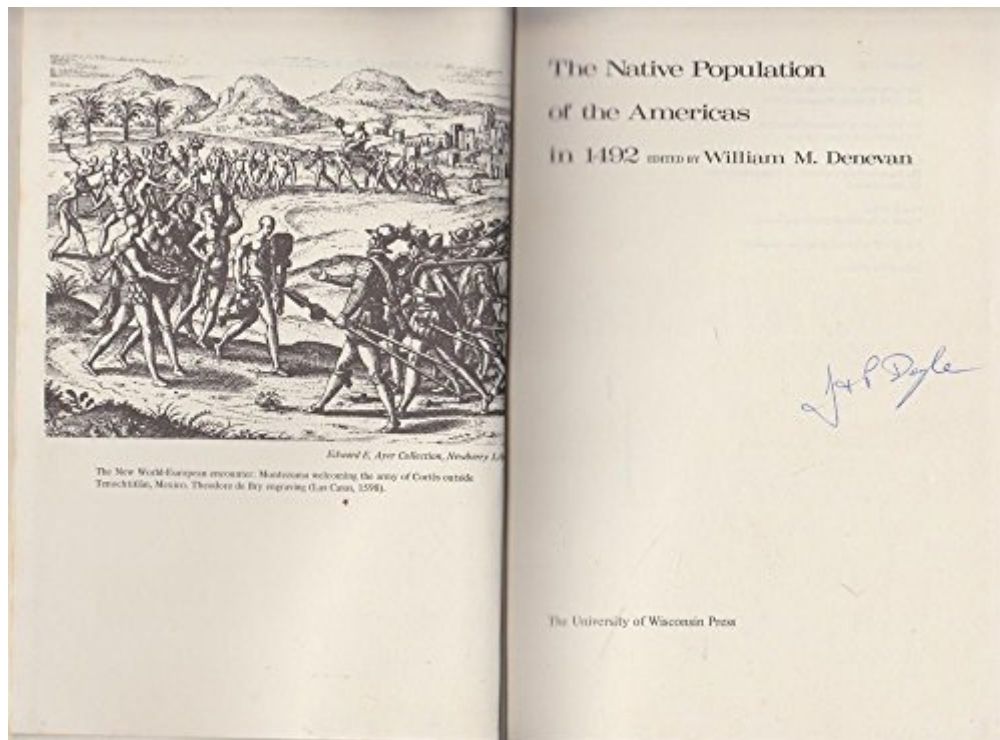 Edward E. Ayer Collection, Newberry Li
The New World-European encounter: Montezuma welcoming the army of Cortés outside
Tenochtitlán, Mexico. Theodore de Bry engraving (Las Casas, 1598).
The Native Population
of the Americas
in 1492 EDITED BY William M. Denevan
The University of Wisconsin Press